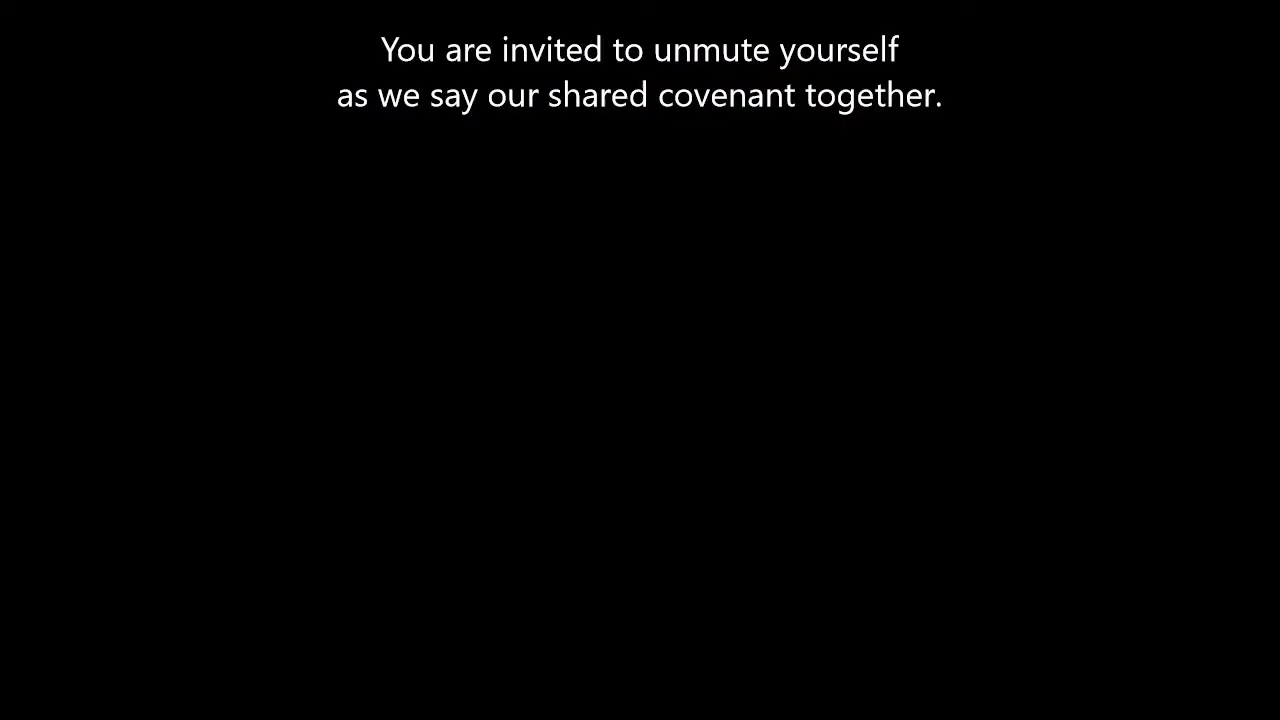 You are invited to unmute yourself
as we say our shared covenant together.